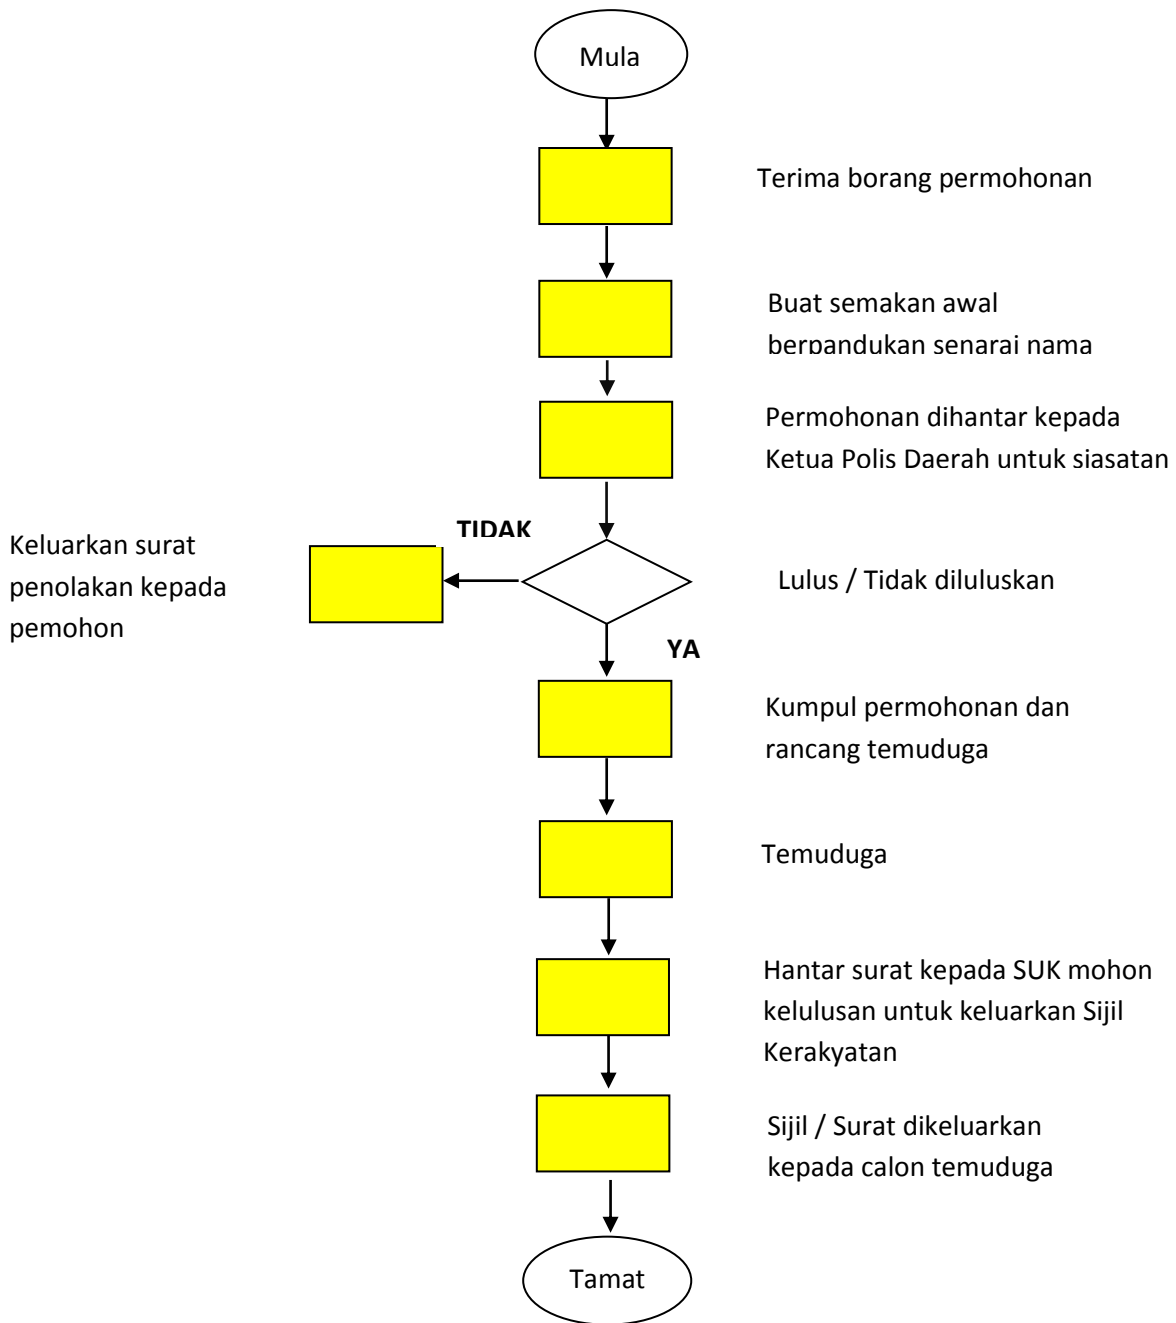 Mula
Terima borang permohonan
Buat semakan awal
berpandukan senarai nama
Permohonan dihantar kepada
Ketua Polis Daerah untuk siasatan
TIDAK
Keluarkan surat
penolakan kepada
pemohon
Lulus / Tidak diluluskan
YA
Kumpul permohonan dan
rancang temuduga
Temuduga
Hantar surat kepada SUK mohon
kelulusan untuk keluarkan Sijil
Kerakyatan
Sijil / Surat dikeluarkan
kepada calon temuduga
Tamat